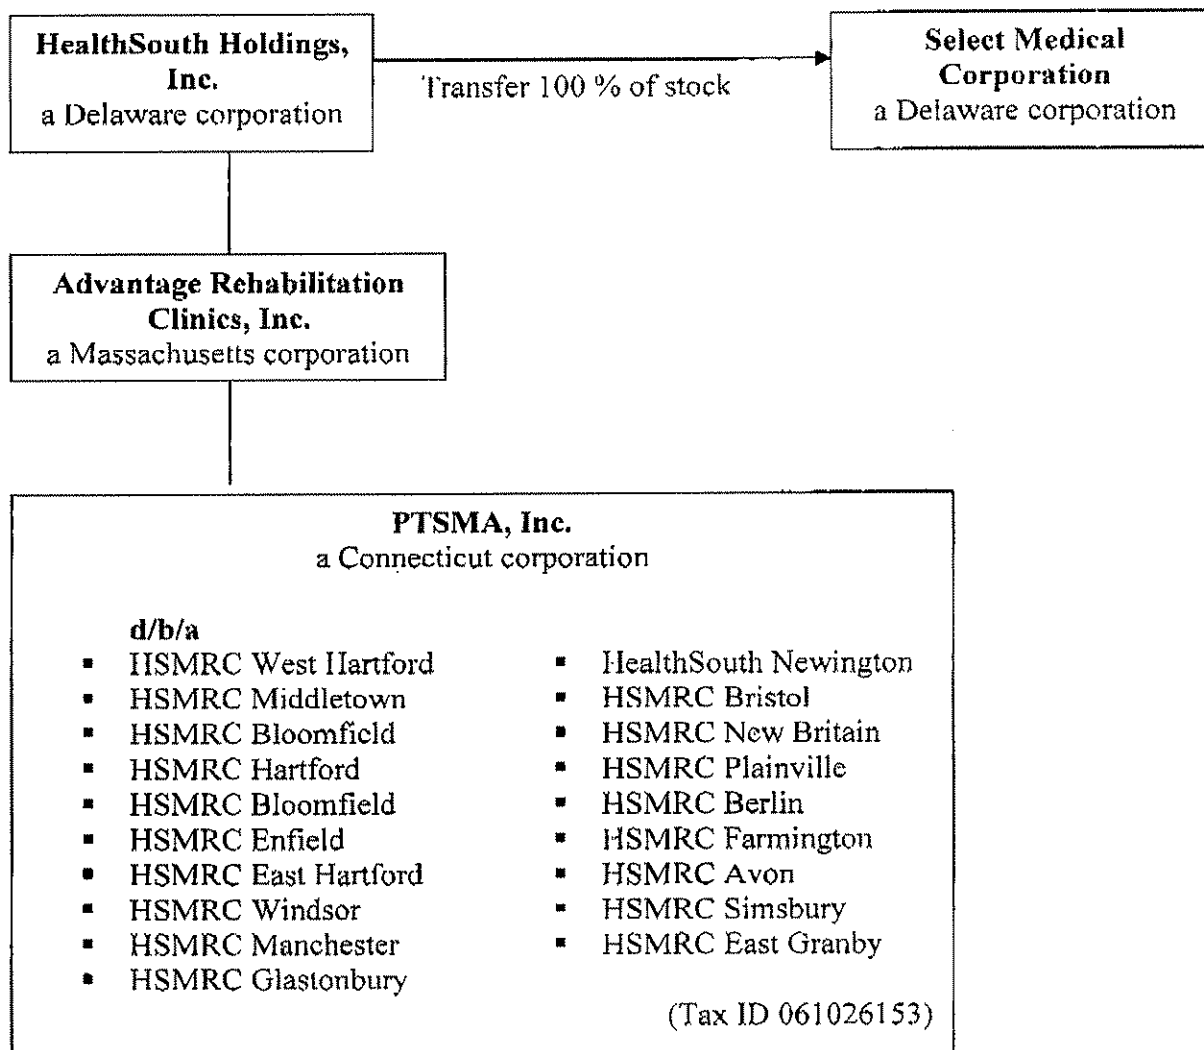 HealthSouth Holdings,
Inc.
a Delaware corporation
Transfer 100 % of stock
Select Medical
Corporation
a Delaware corporation
Advantage Rehabilitation
Clinics, Inc.
a Massachusetts corporation
PTSMA, Inc.
a Connecticut corporation
d/b/a
▪ HSMRC West Hartford
▪ HSMRC Middletown
▪ HSMRC Bloomfield
▪ HSMRC Hartford
▪ HSMRC Bloomfield
▪ HSMRC Enfield
▪ HSMRC East Hartford
▪ HSMRC Windsor
▪ HSMRC Manchester
▪ HSMRC Glastonbury
▪ HealthSouth Newington
▪ HSMRC Bristol
▪ HSMRC New Britain
▪ HSMRC Plainville
▪ HSMRC Berlin
▪ HSMRC Farmington
▪ HSMRC Avon
▪ HSMRC Simsbury
▪ HSMRC East Granby
(Tax ID 061026153)